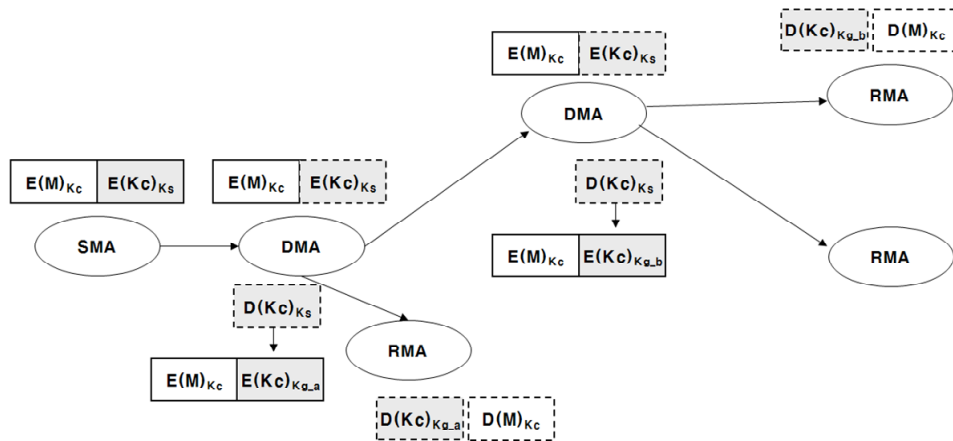 D(Kc)Kg_b D(M)Kc
E(M)Kc E(Kc)Ks
RMA
DMA
E(M)Kc E(Kc)Ks
E(M)Kc E(Kc)Ks
D(Kc)Ks
SMA
DMA
E(M)Kc E(Kc)Kg_b
RMA
D(Kc)Ks
RMA
E(M)Kc E(Kc)Kg_a
D(Kc)Kg_a D(M)Kc